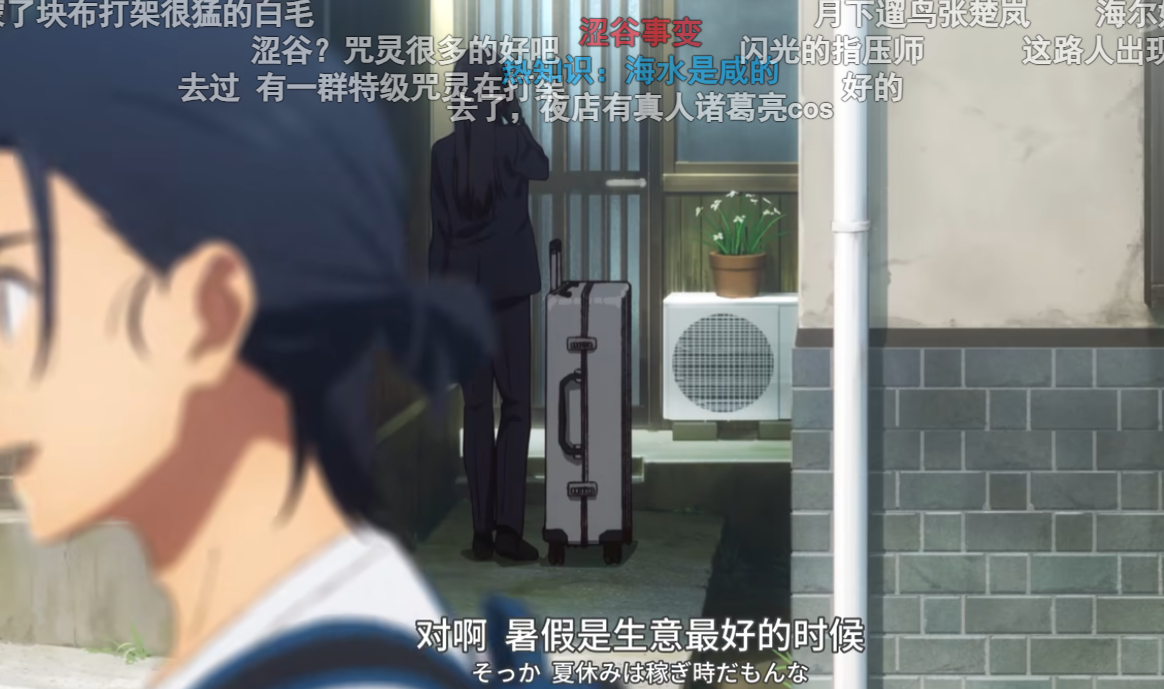 了块布打架很猛的白毛
月下遛鸟张楚岚
海尔
涩谷事变
涩谷？咒灵很多的好吧
闪光的指压师
这路人出现
热知识：海水是咸的
去过 有一群特级咒灵在打架
好的
去了，夜店有真人诸葛亮cos
对啊 暑假是生意最好的时候
そっか 夏休みは稼ぎ時だもんな